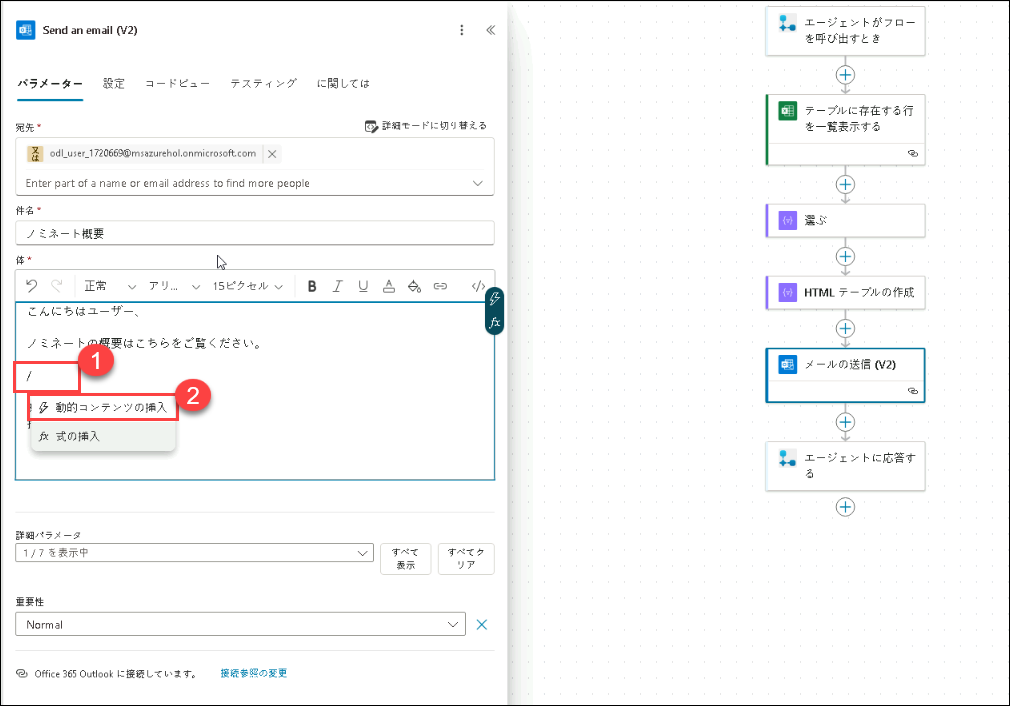 Send an email (V2)
パラメーター 設定 コードビュー テスティング に関しては
宛先 *
詳細モードに切り替える
又は odl_user_1720669@msazurehol.onmicrosoft.com
Enter part of a name or email address to find more people
件名 *
ノミネート概要
体 *
正常 アリ... 15ピクセル B I U A </>
こんにちはユーザー、
ノミネートの概要はこちらをご覧ください。
/
1
2
動的コンテンツの挿入
fx 式の挿入
fx
詳細パラメータ
1 / 7 を表示中
すべて
表示
すべてク
リア
重要性
Normal
Office 365 Outlook に接続しています。 接続参照の変更
エージェントがフロー
を呼び出すとき
テーブルに存在する行
を一覧表示する
選ぶ
HTML テーブルの作成
メールの送信 (V2)
エージェントに応答す
る